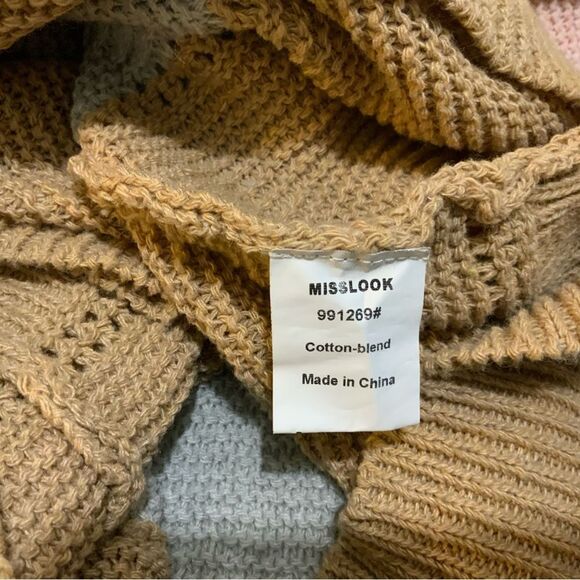 MISSLOOK
991269#
Cotton-blend
Made in China